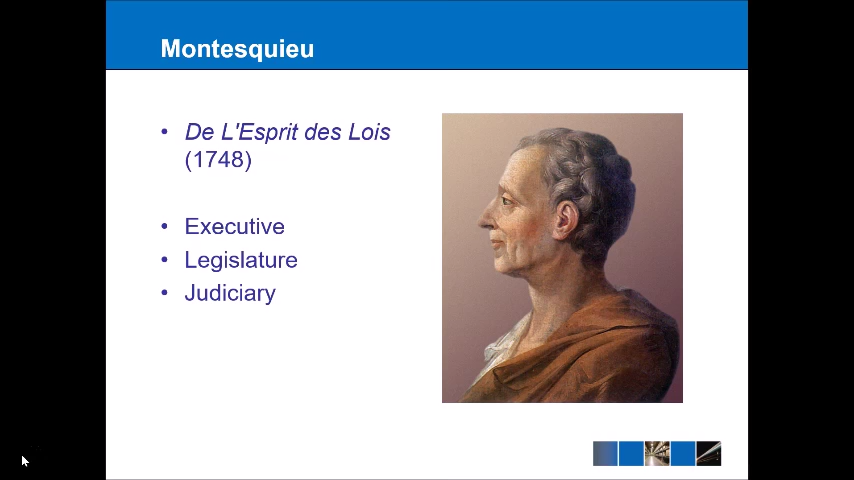 Montesquieu
• De L'Esprit des Lois
(1748)
• Executive
• Legislature
• Judiciary